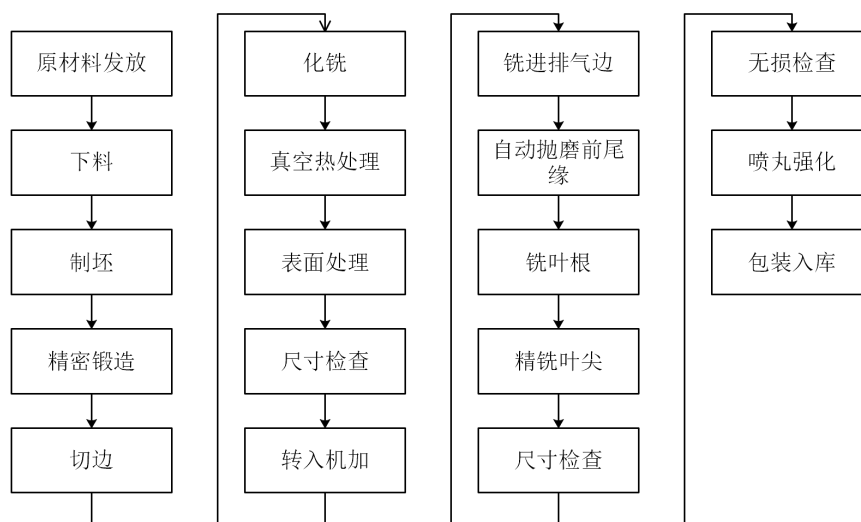 原材料发放
下料
制坯
精密锻造
切边
化铣
真空热处理
表面处理
尺寸检查
转入机加
铣进排气边
自动抛磨前尾
缘
铣叶根
精铣叶尖
尺寸检查
无损检查
喷丸强化
包装入库